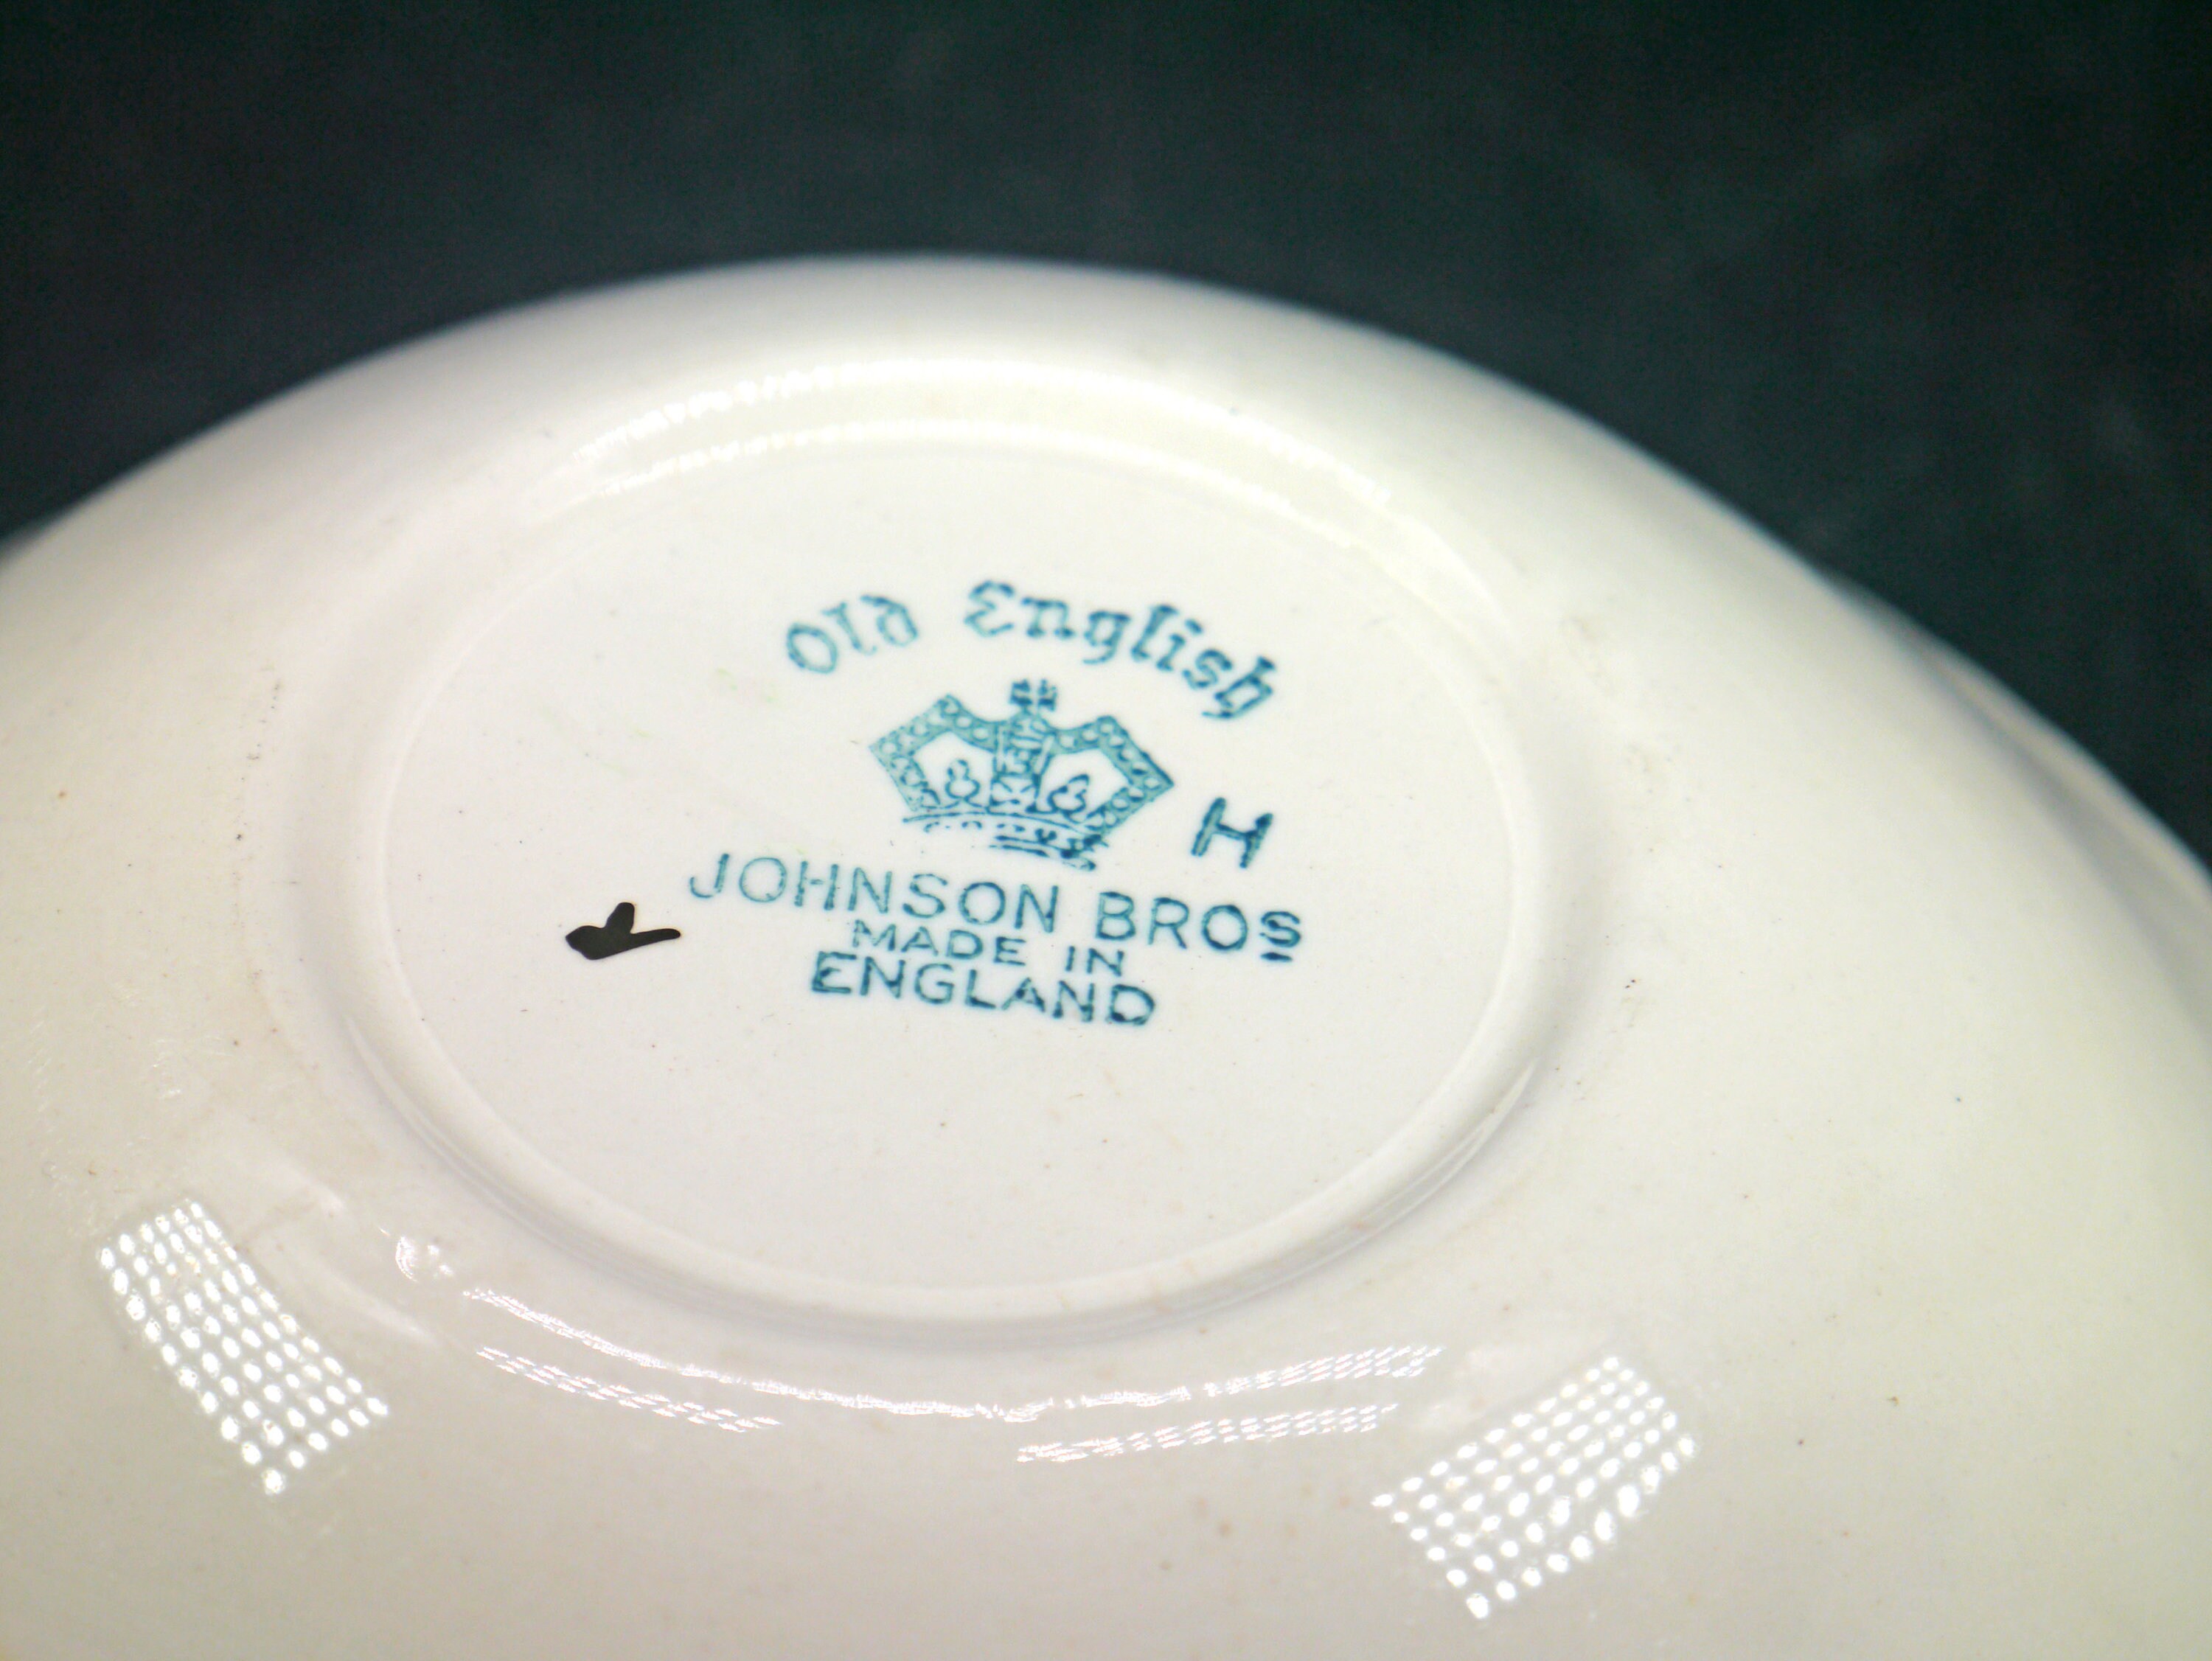 Old English
H
JOHNSON BROS
MADE IN
ENGLAND